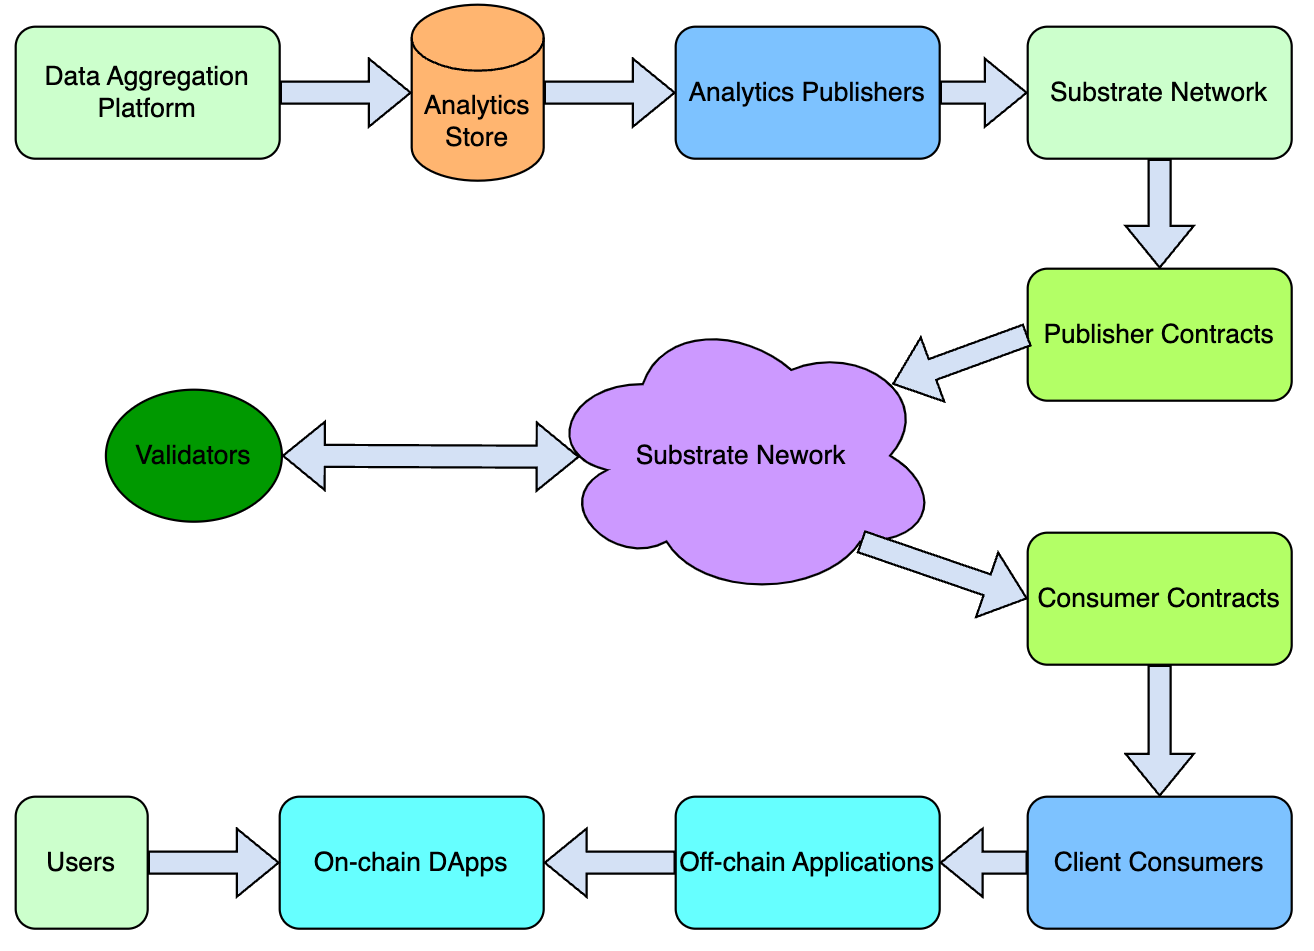 Data Aggregation
Platform
Analytics
Store
Analytics Publishers
Substrate Network
Publisher Contracts
Validators
Substrate Nework
Consumer Contracts
Users
On-chain DApps
Off-chain Applications
Client Consumers